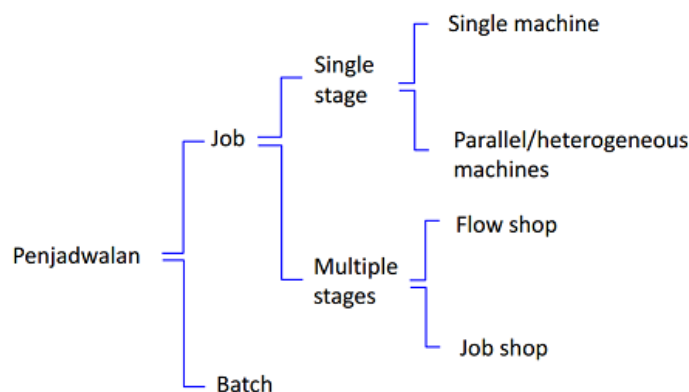 Single machine
Single
stage
Job
Parallel/heterogeneous
machines
Flow shop
Penjadwalan
Multiple
stages
Job shop
Batch